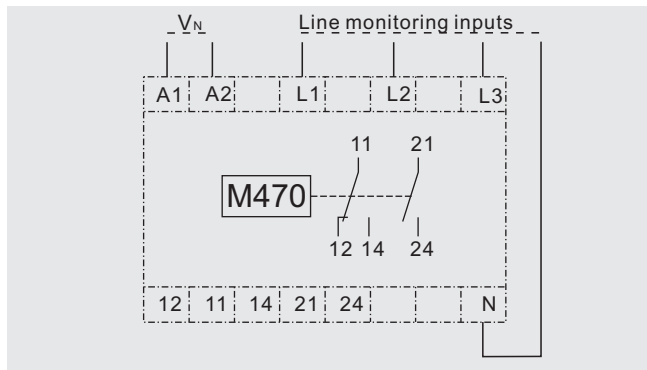 VN Line monitoring inputs
A1 A2 L1 L2 L3
11 21
M470
12 14 24
12 11 14 21 24 N